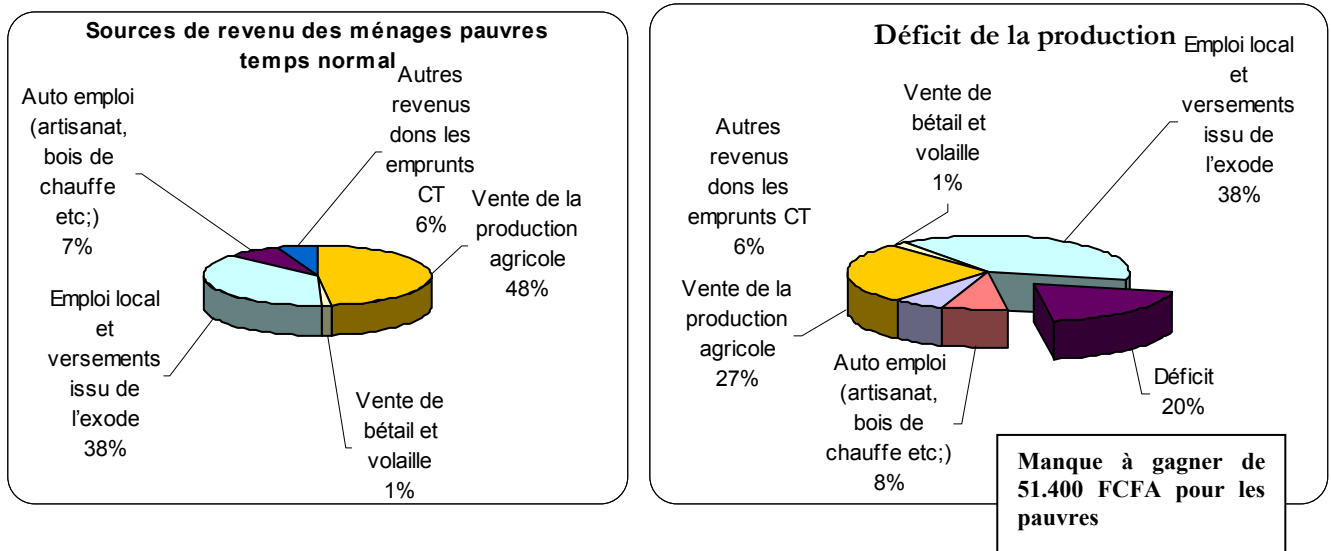 Sources de revenu des ménages pauvres
temps normal
Autres
revenus
dons les
emprunts
CT
6%
Auto emploi
(artisanat,
bois de
chauffe
etc;)
7%
Vente de la
production
agricole
48%
Emploi local
et
versements
issu de
l'exode
38%
Vente de
bétail et
volaille
1%
Déficit de la production
Emploi local
et
versements
issu de
l'exode
38%
Vente de
bétail et
volaille
1%
Autres
revenus
dons les
emprunts CT
6%
Vente de la
production
agricole
27%
Auto emploi
(artisanat,
bois de
chauffe etc;)
8%
Déficit
20%
Manque à gagner de
51.400 FCFA pour les
pauvres